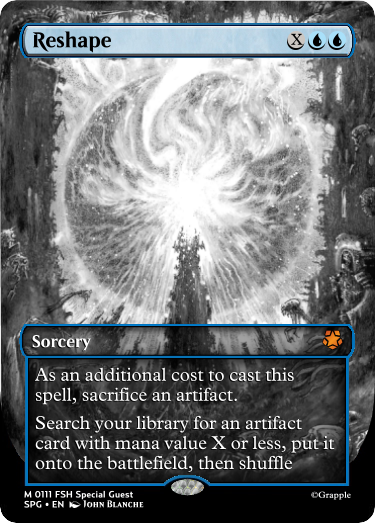 Reshape X
Sorcery
As an additional cost to cast this
spell, sacrifice an artifact.
Search your library for an artifact
card with mana value X or less, put it
onto the battlefield, then shuffle
M 0111 FSH Special Guest
SPG • EN JOHN BLANCHE
©Grapple